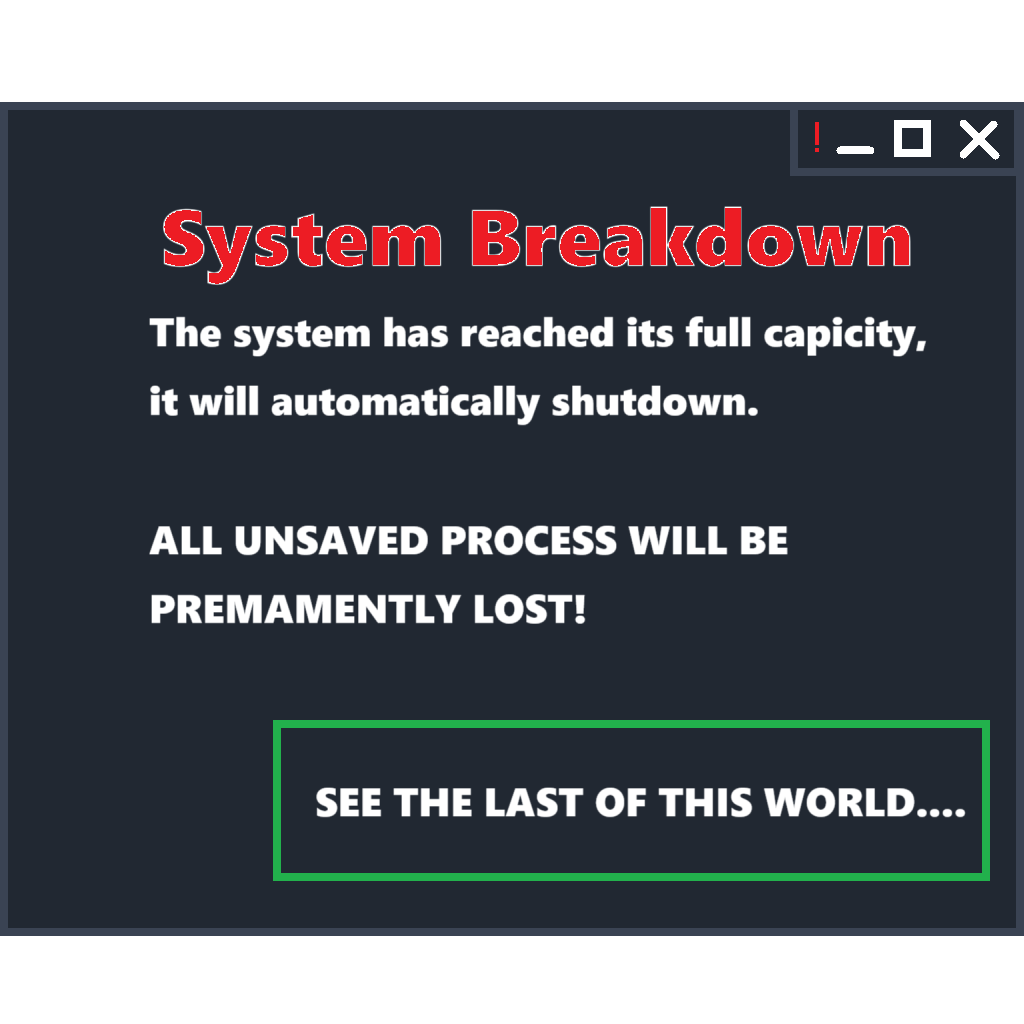 !
System Breakdown
The system has reached its full capicity,
it will automatically shutdown.
ALL UNSAVED PROCESS WILL BE
PREMAMENTLY LOST!
SEE THE LAST OF THIS WORLD....